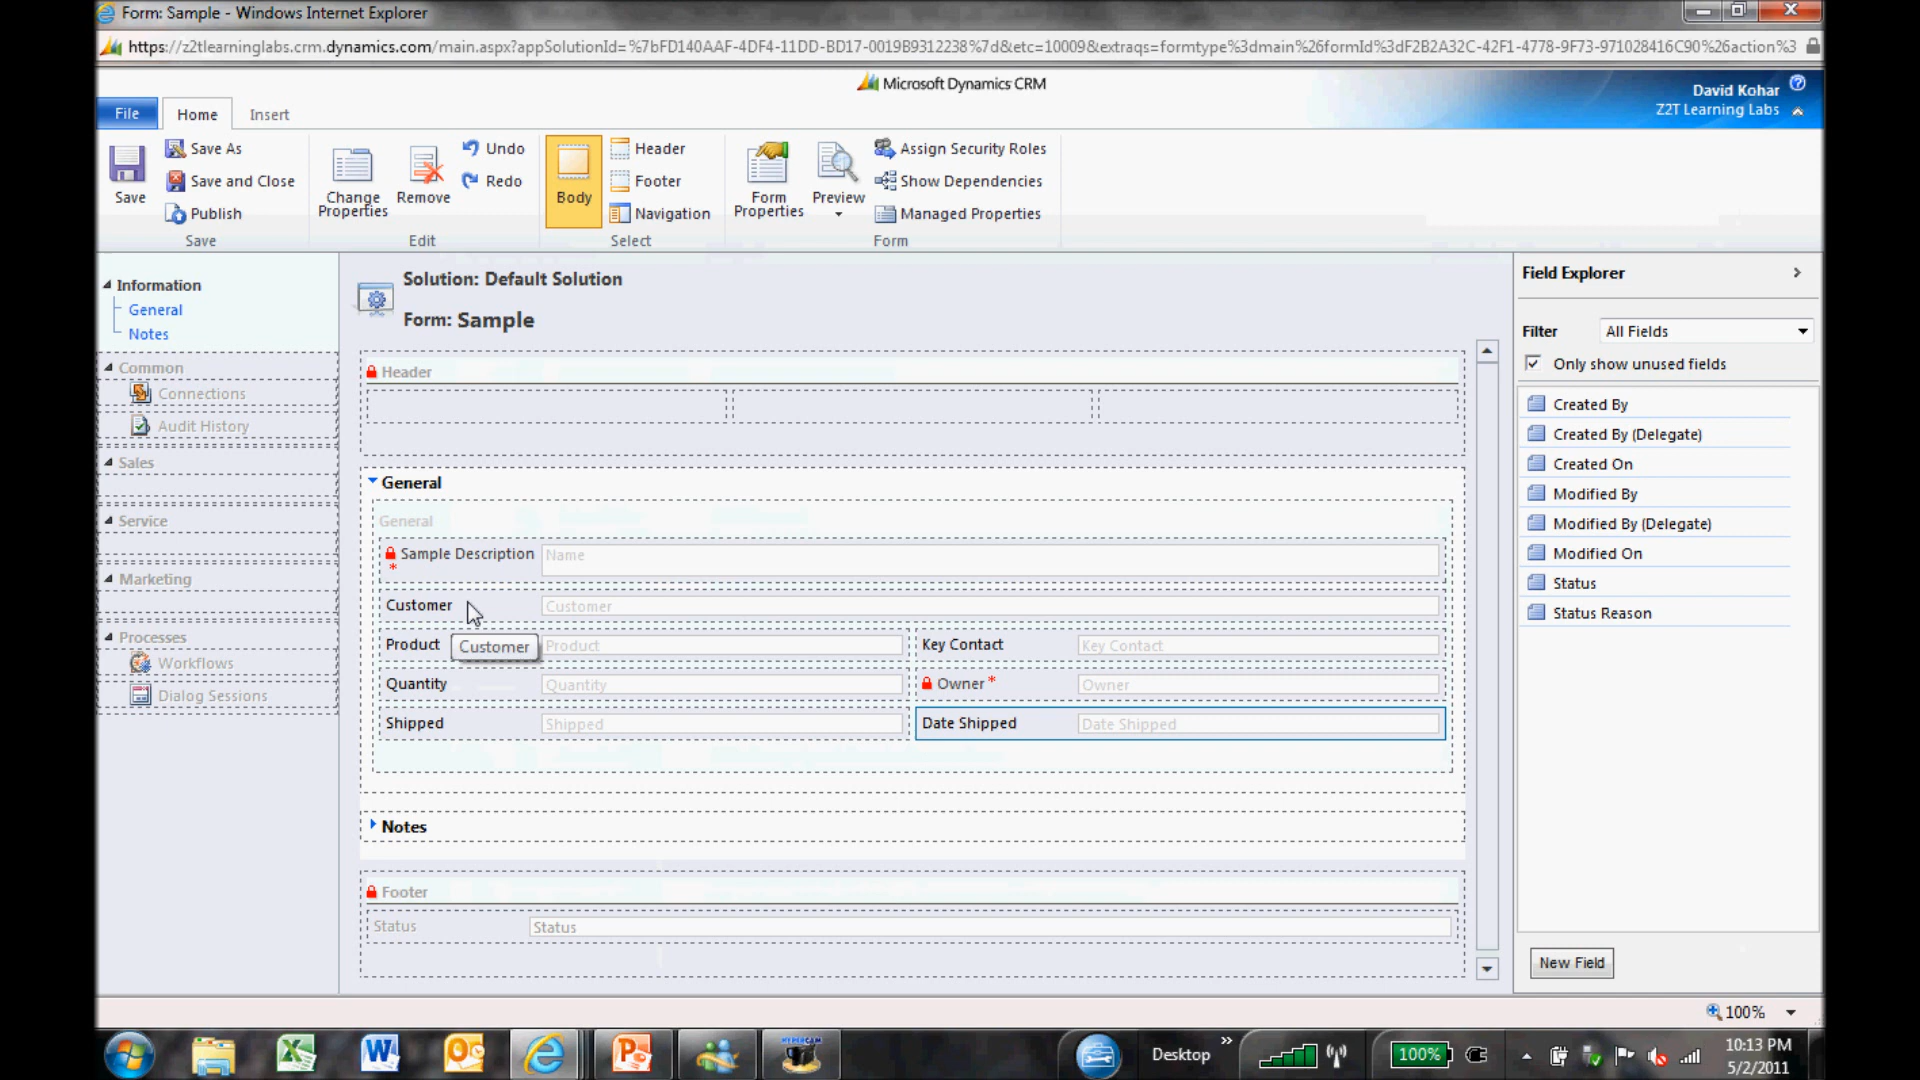 Form: Sample - Windows Internet Explorer
https://z2tlearninglabs.crm.dynamics.com/main.aspx?appSolutionId=%7bFD140AAF-4DF4-11DD-BD17-0019B9312238%7d&etc=10009&extraqs=formtype%3dmain%26formId%3dF2B2A32C-42F1-4778-9F73-971028416C90%26action%3
Microsoft Dynamics CRM
David Kohar
Z2T Learning Labs
File Home Insert
Save
Save As
Save and Close
Publish
Save
Change Properties
Remove
Undo
Redo
Edit
Body
Header
Footer
Navigation
Select
Form Properties
Preview
Assign Security Roles
Show Dependencies
Managed Properties
Form
Information
General
Notes
Common
Connections
Audit History
Sales
Service
Marketing
Processes
Workflows
Dialog Sessions
Solution: Default Solution
Form: Sample
Header
General
General
Sample Description * Name
Customer Customer
Product Customer Product Key Contact Key Contact
Quantity Quantity Owner * Owner
Shipped Shipped Date Shipped Date Shipped
Notes
Footer
Status Status
Field Explorer
Filter All Fields
Only show unused fields
Created By
Created By (Delegate)
Created On
Modified By
Modified By (Delegate)
Modified On
Status
Status Reason
New Field
100%
HYPERCAM
Desktop
100%
10:13 PM
5/2/2011